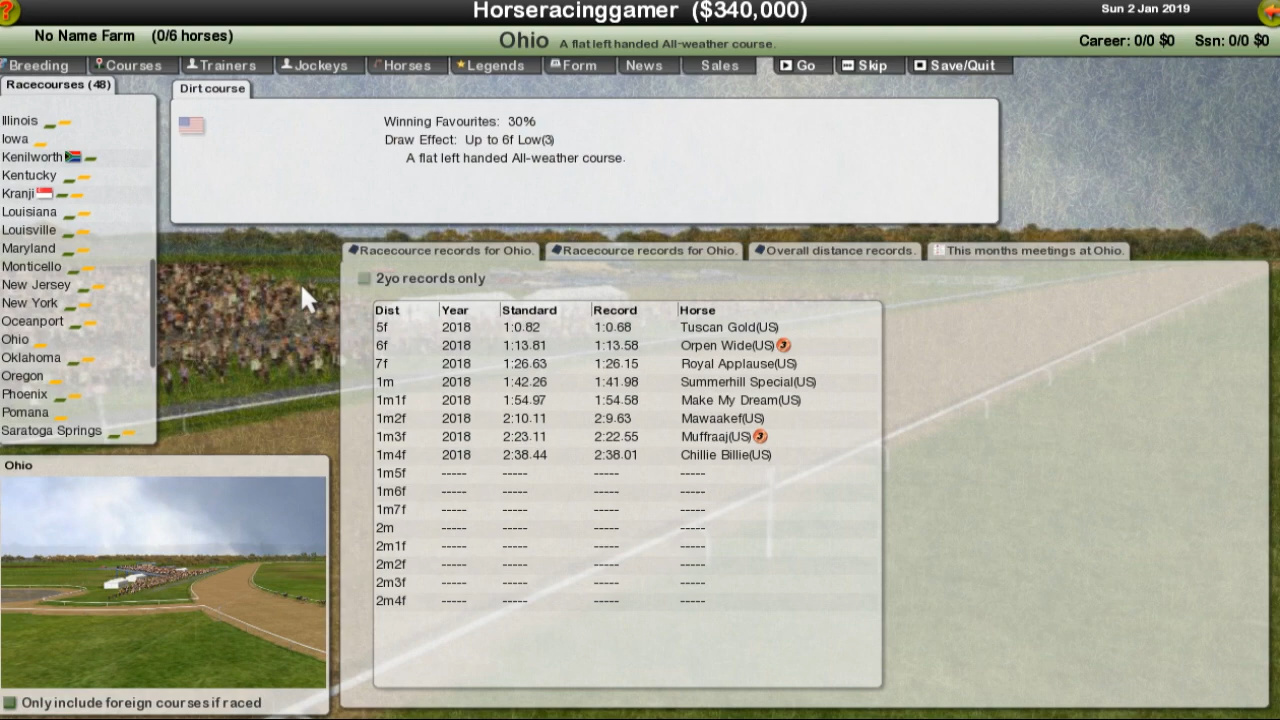 Horseracinggamer ($340,000)
Sun 2 Jan 2019
No Name Farm (0/6 horses)
Ohio A flat left handed All-weather course.
Career: 0/0 $0 Ssn: 0/0 $0
Breeding Courses Trainers Jockeys Horses Legends Form News Sales Go Skip Save/Quit
Racecourses (48)
Illinois
Iowa
Kenilworth
Kentucky
Kranji
Louisiana
Louisville
Maryland
Monticello
New Jersey
New York
Oceanport
Ohio
Oklahoma
Oregon
Phoenix
Pomana
Saratoga Springs
Dirt course
Winning Favourites: 30%
Draw Effect: Up to 6f Low(3)
A flat left handed All-weather course.
Racecource records for Ohio. Racecource records for Ohio. Overall distance records. This months meetings at Ohio.
2yo records only
Dist Year Standard Record Horse
5f 2018 1:0.82 1:0.68 Tuscan Gold(US)
6f 2018 1:13.81 1:13.58 Orpen Wide(US) 3
7f 2018 1:26.63 1:26.15 Royal Applause(US)
1m 2018 1:42.26 1:41.98 Summerhill Special(US)
1m1f 2018 1:54.97 1:54.58 Make My Dream(US)
1m2f 2018 2:10.11 2:9.63 Mawaakef(US)
1m3f 2018 2:23.11 2:22.55 Muffraaj(US) 3
1m4f 2018 2:38.44 2:38.01 Chillie Billie(US)
1m5f ----- ----- ----- -----
1m6f ----- ----- ----- -----
1m7f ----- ----- ----- -----
2m ----- ----- ----- -----
2m1f ----- ----- ----- -----
2m2f ----- ----- ----- -----
2m3f ----- ----- ----- -----
2m4f ----- ----- ----- -----
Ohio
Only include foreign courses if raced